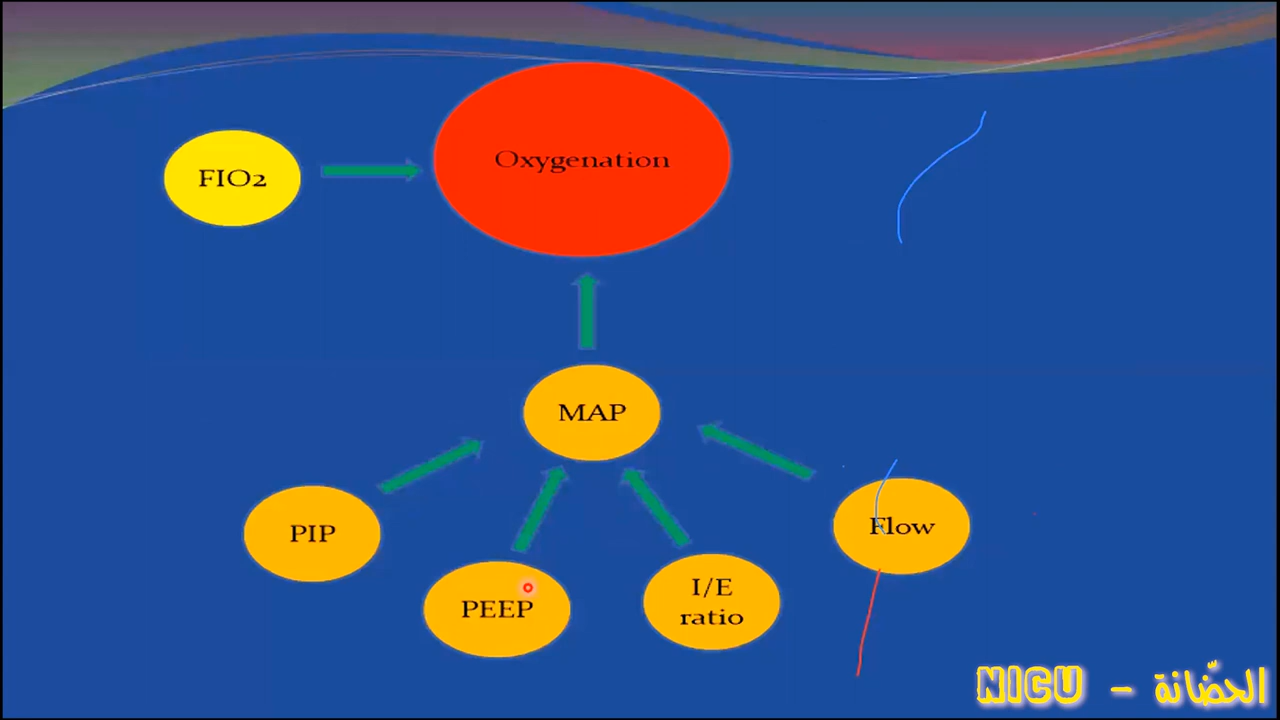 Oxygenation
FIO2
MAP
PIP
PEEP
I/E
ratio
Flow
NICU - الحضّانة